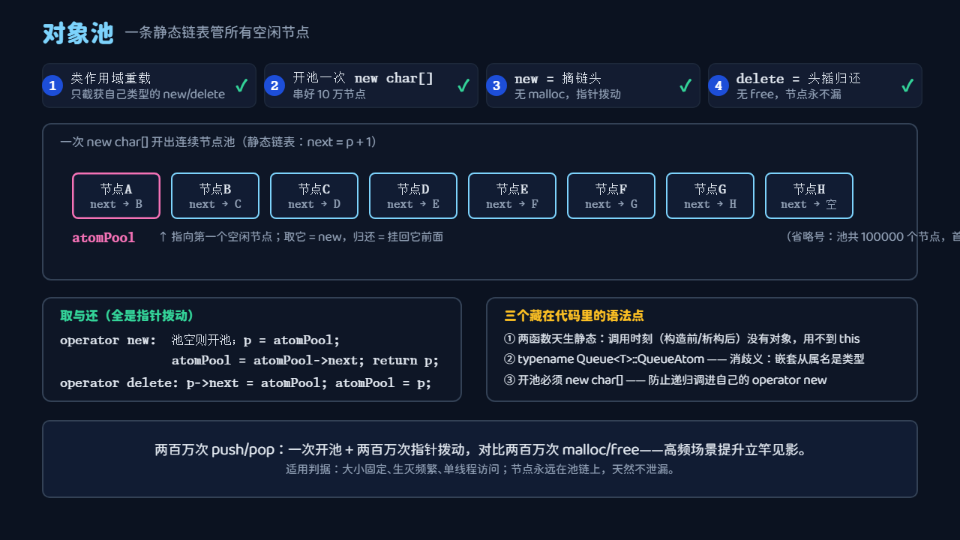 对象池 一条静态链表管所有空闲节点
1 类作用域重载 ✓
只截获自己类型的 new/delete
2 开池一次 new char[] ✓
串好 10 万节点
3 new = 摘链头 ✓
无 malloc，指针拨动
4 delete = 头插归还 ✓
无 free，节点永不漏
一次 new char[] 开出连续节点池（静态链表：next = p + 1）
节点A
next → B
节点B
next → C
节点C
next → D
节点D
next → E
节点E
next → F
节点F
next → G
节点G
next → H
节点H
next → 空
atomPool ↑ 指向第一个空闲节点；取它 = new，归还 = 挂回它前面
（省略号：池共 100000 个节点，首
取与还（全是指针拨动）
operator new: 池空则开池；p = atomPool;
atomPool = atomPool->next; return p;
operator delete: p->next = atomPool; atomPool = p;
三个藏在代码里的语法点
① 两函数天生静态：调用时刻（构造前/析构后）没有对象，用不到 this
② typename Queue<T>::QueueAtom —— 消歧义：嵌套从属名是类型
③ 开池必须 new char[] —— 防止递归调进自己的 operator new
两百万次 push/pop：一次开池 + 两百万次指针拨动，对比两百万次 malloc/free——高频场景提升立竿见影。
适用判据：大小固定、生灭频繁、单线程访问；节点永远在池链上，天然不泄漏。